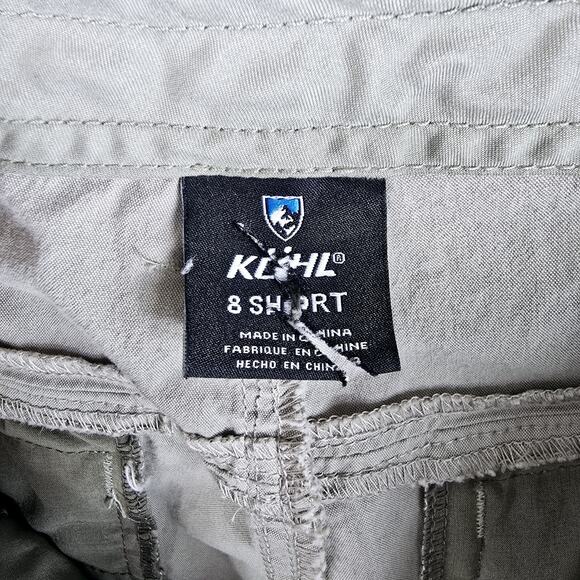 KÜHL®
8 SHORT
MADE IN CHINA
FABRIQUE EN CHINE
HECHO EN CHINA